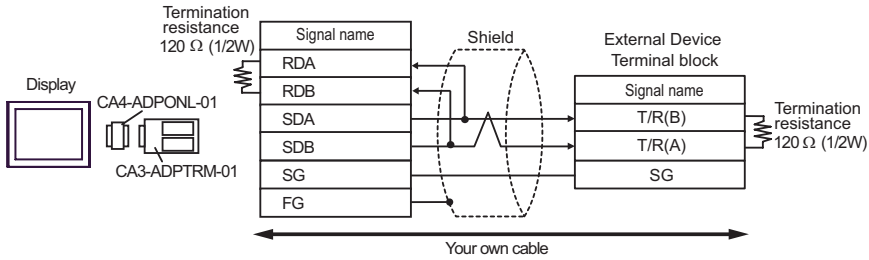 Termination
resistance
120 Ω (1/2W)
Display
CA4-ADPONL-01
CA3-ADPTRM-01
Signal name
RDA
RDB
SDA
SDB
SG
FG
Shield
External Device
Terminal block
Signal name
T/R(B)
T/R(A)
SG
Termination
resistance
120 Ω (1/2W)
Your own cable